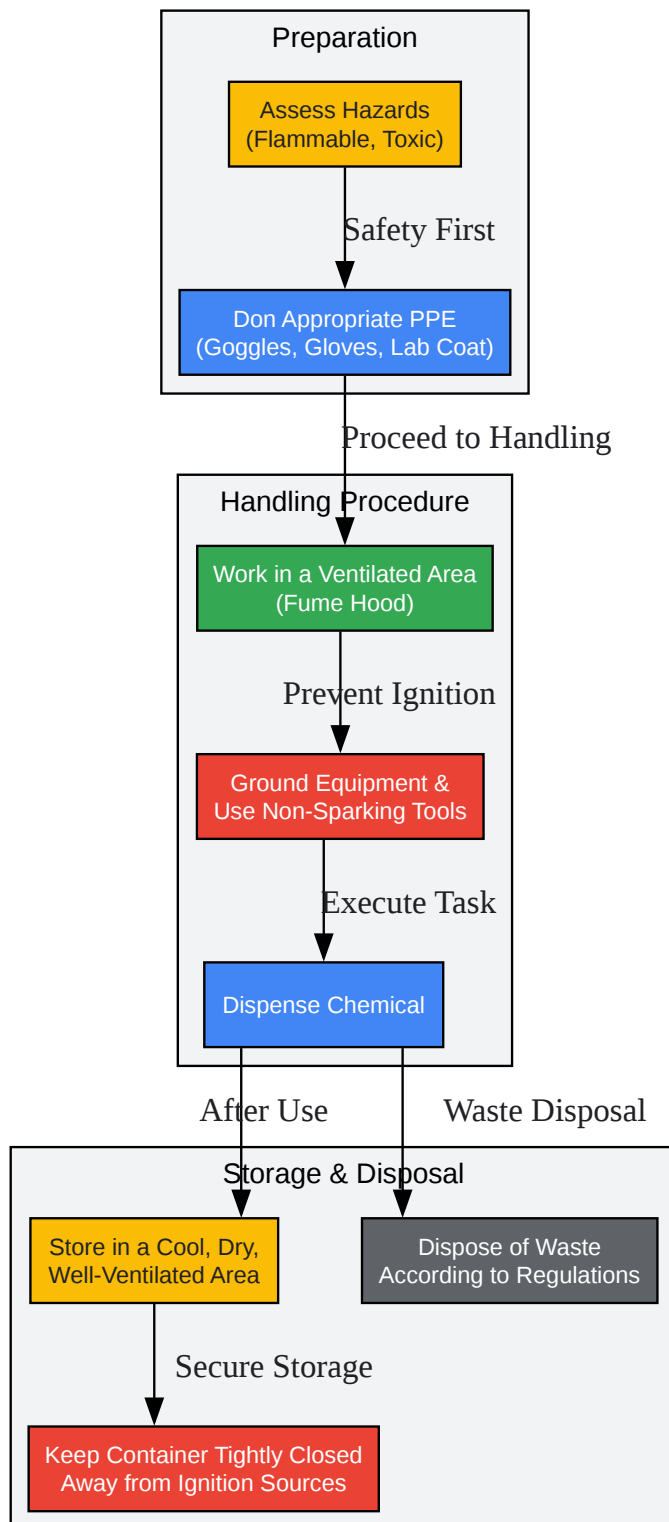 Preparation
Assess Hazards
(Flammable, Toxic)
Safety First
Don Appropriate PPE
(Goggles, Gloves, Lab Coat)
Proceed to Handling
Handling Procedure
Work in a Ventilated Area
(Fume Hood)
Prevent Ignition
Ground Equipment &
Use Non-Sparking Tools
Execute Task
Dispense Chemical
After Use
Waste Disposal
Storage & Disposal
Store in a Cool, Dry,
Well-Ventilated Area
Dispose of Waste
According to Regulations
Secure Storage
Keep Container Tightly Closed
Away from Ignition Sources